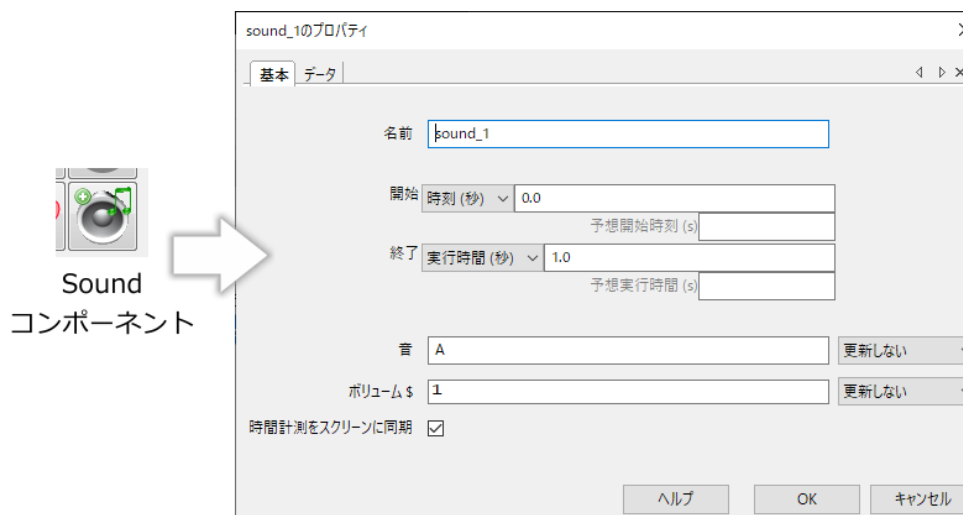 sound_1のプロパティ
基本 データ
名前 sound_1
開始 時刻 (秒) 0.0
予想開始時刻 (s)
終了 実行時間 (秒) 1.0
予想実行時間 (s)
音 A 更新しない
ボリューム $ 1 更新しない
時間計測をスクリーンに同期
ヘルプ OK キャンセル
Sound
コンポーネント